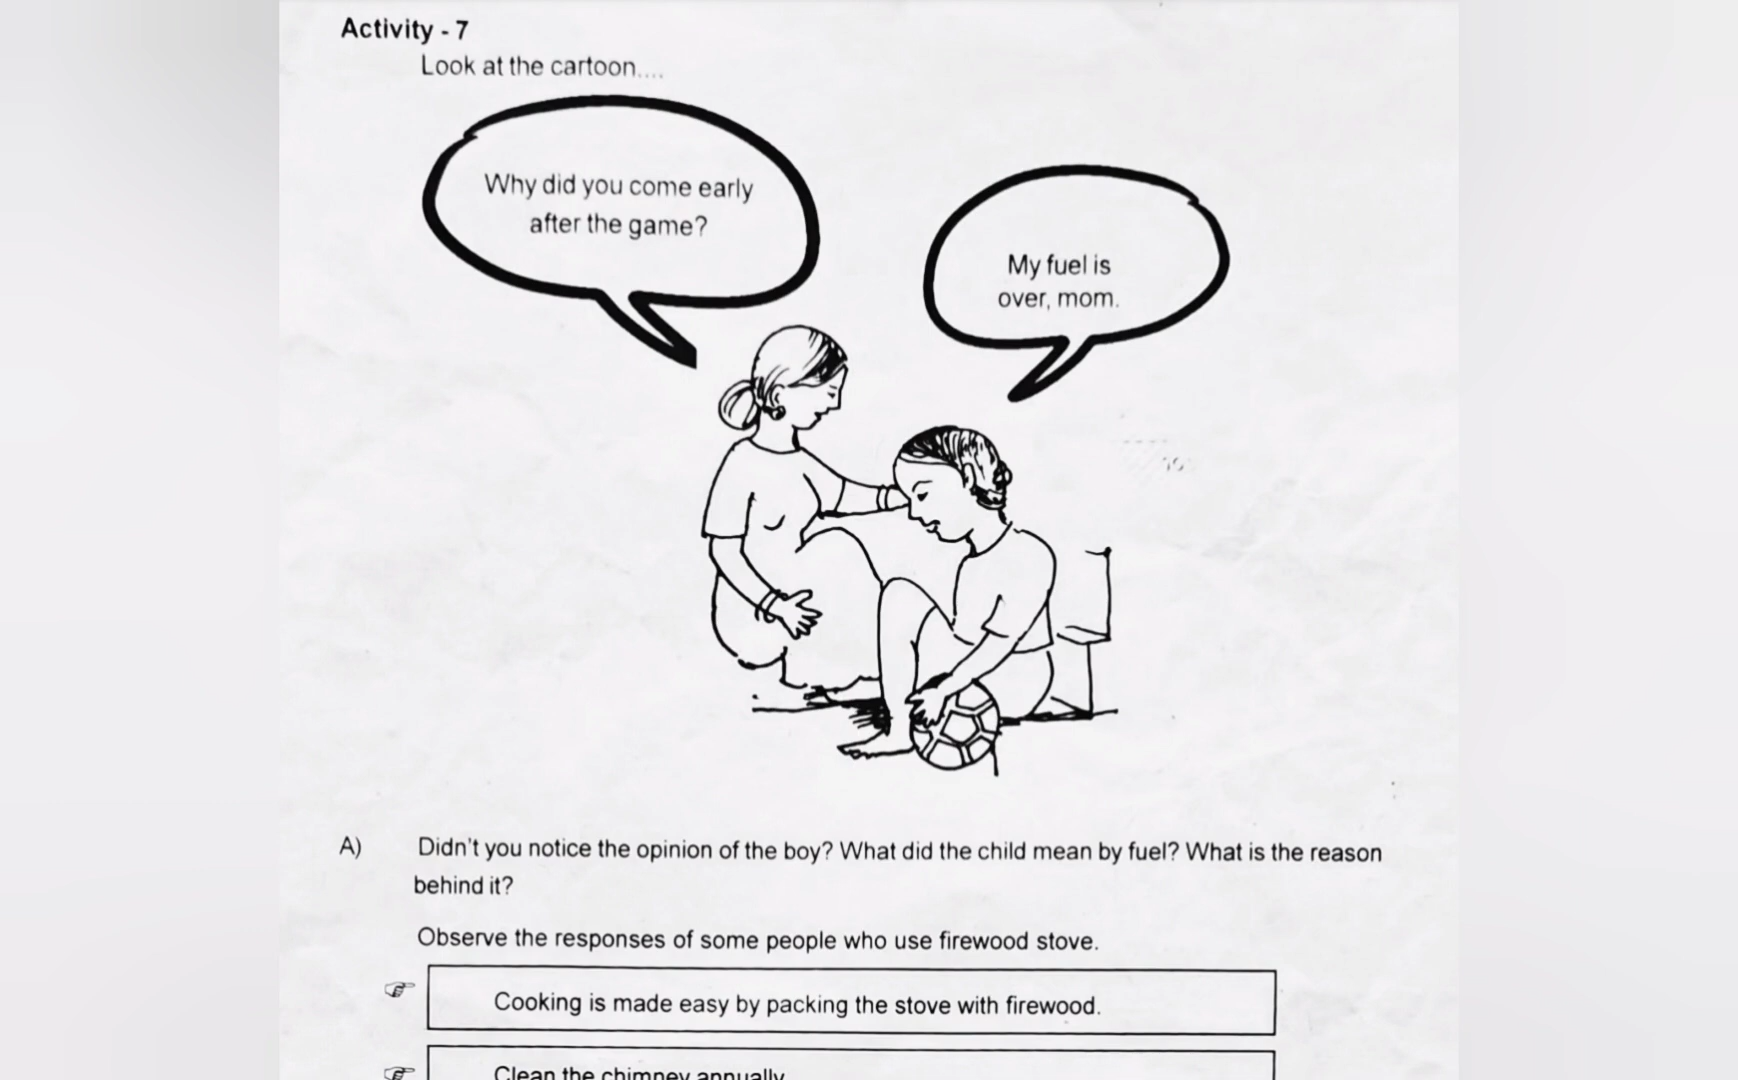 Activity - 7
Look at the cartoon....
Why did you come early
after the game?
My fuel is
over, mom.
A) Didn't you notice the opinion of the boy? What did the child mean by fuel? What is the reason
behind it?
Observe the responses of some people who use firewood stove.
Cooking is made easy by packing the stove with firewood.
Clean the chimney annually